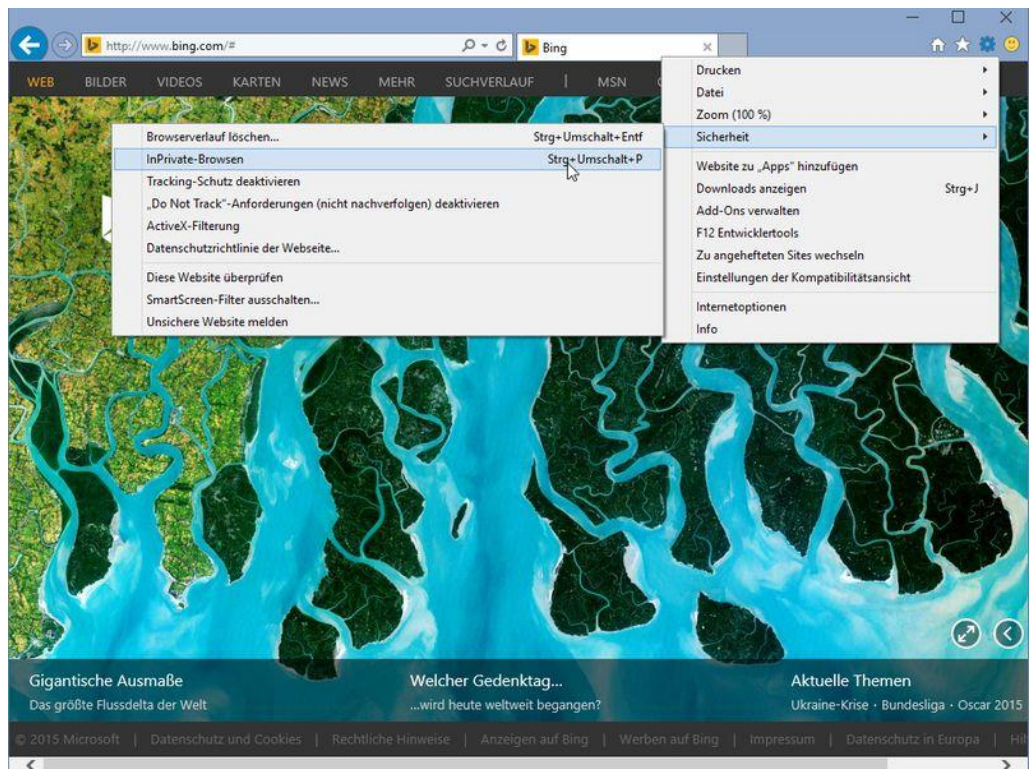 http://www.bing.com/#
Bing
WEB BILDER VIDEOS KARTEN NEWS MEHR SUCHVERLAUF | MSN
Drucken
Datei
Zoom (100 %)
Sicherheit
Website zu „Apps“ hinzufügen
Downloads anzeigen Strg+J
Add-Ons verwalten
F12 Entwicklertools
Zu angehefteten Sites wechseln
Einstellungen der Kompatibilitätsansicht
Internetoptionen
Info
Browserverlauf löschen... Strg+Umschalt+Entf
InPrivate-Browsen Strg+Umschalt+P
Tracking-Schutz deaktivieren
„Do Not Track“-Anforderungen (nicht nachverfolgen) deaktivieren
ActiveX-Filterung
Datenschutzrichtlinie der Webseite...
Diese Website überprüfen
SmartScreen-Filter ausschalten...
Unsichere Website melden
Gigantische Ausmaße
Das größte Flussdelta der Welt
Welcher Gedenktag...
...wird heute weltweit begangen?
Aktuelle Themen
Ukraine-Krise · Bundesliga · Oscar 2015
© 2015 Microsoft | Datenschutz und Cookies | Rechtliche Hinweise | Anzeigen auf Bing | Werben auf Bing | Impressum | Datenschutz in Europa |